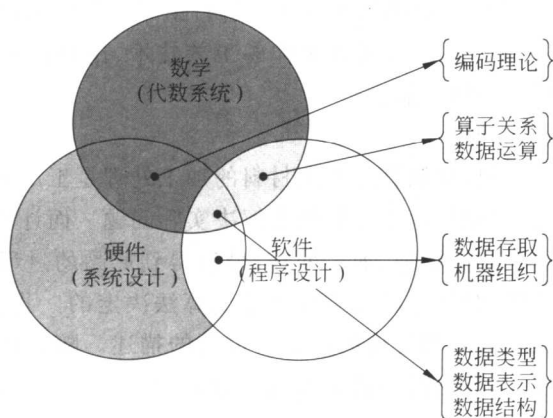 数学
(代数系统)
硬件
(系统设计)
软件
(程序设计)
编码理论
算子关系
数据运算
数据存取
机器组织
数据类型
数据表示
数据结构